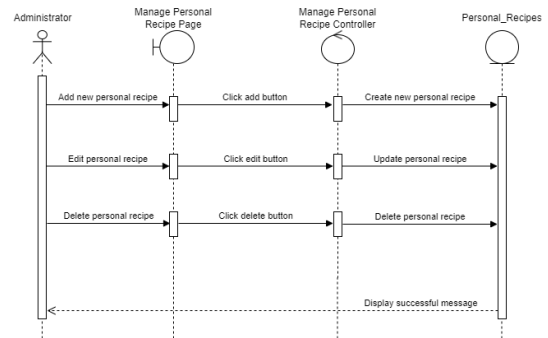 Administrator
Manage Personal
Recipe Page
Manage Personal
Recipe Controller
Personal_Recipes
Add new personal recipe
Click add button
Create new personal recipe
Edit personal recipe
Click edit button
Update personal recipe
Delete personal recipe
Click delete button
Delete personal recipe
Display successful message